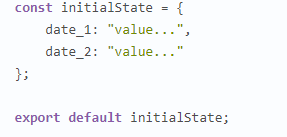 const initialState = {
    date_1: "value...",
    date_2: "value..."
};

export default initialState;